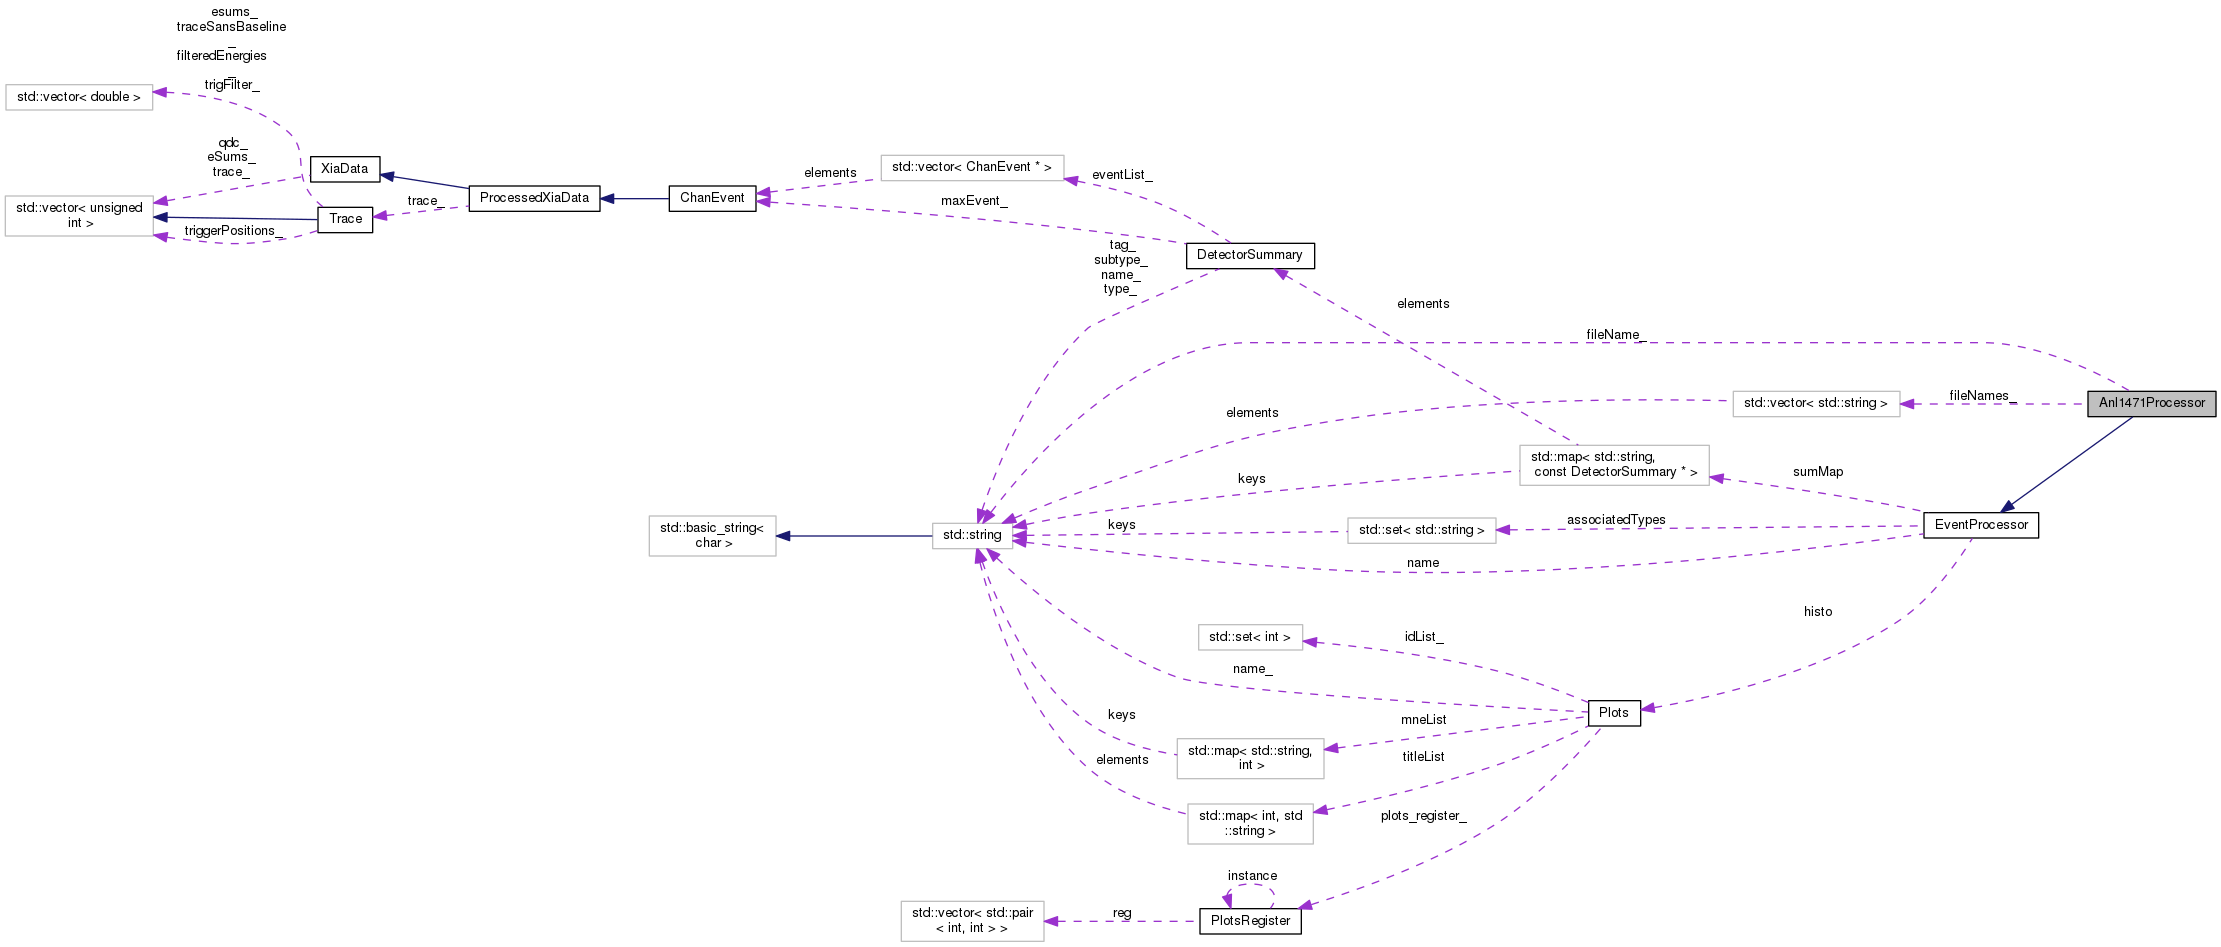 esums_
traceSansBaseline
_
filteredEnergies
_
trigFilter_
std::vector< double >
qdc_
eSums_
trace_
XiaData
std::vector< unsigned
int >
Trace
triggerPositions_
trace_
ProcessedXiaData
ChanEvent
elements
std::vector< ChanEvent * >
eventList_
maxEvent_
DetectorSummary
tag_
subtype_
name_
type_
elements
fileName_
elements
std::vector< std::string >
fileNames_
Anl1471Processor
std::map< std::string,
const DetectorSummary * >
sumMap
keys
associatedTypes
EventProcessor
std::basic_string<
char >
std::string
keys
std::set< std::string >
name
histo
std::set< int >
idList_
name_
Plots
keys
mneList
std::map< std::string,
int >
titleList
elements
std::map< int, std
::string >
plots_register_
instance
PlotsRegister
reg
std::vector< std::pair
< int, int > >